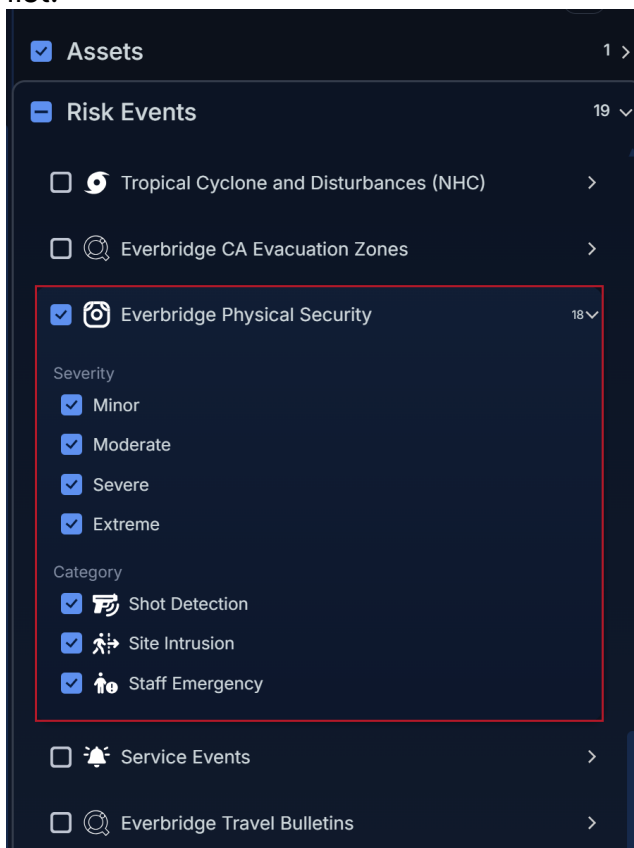 list.
Assets 1
Risk Events 19
Tropical Cyclone and Disturbances (NHC)
Everbridge CA Evacuation Zones
Everbridge Physical Security 18
Severity
Minor
Moderate
Severe
Extreme
Category
Shot Detection
Site Intrusion
Staff Emergency
Service Events
Everbridge Travel Bulletins